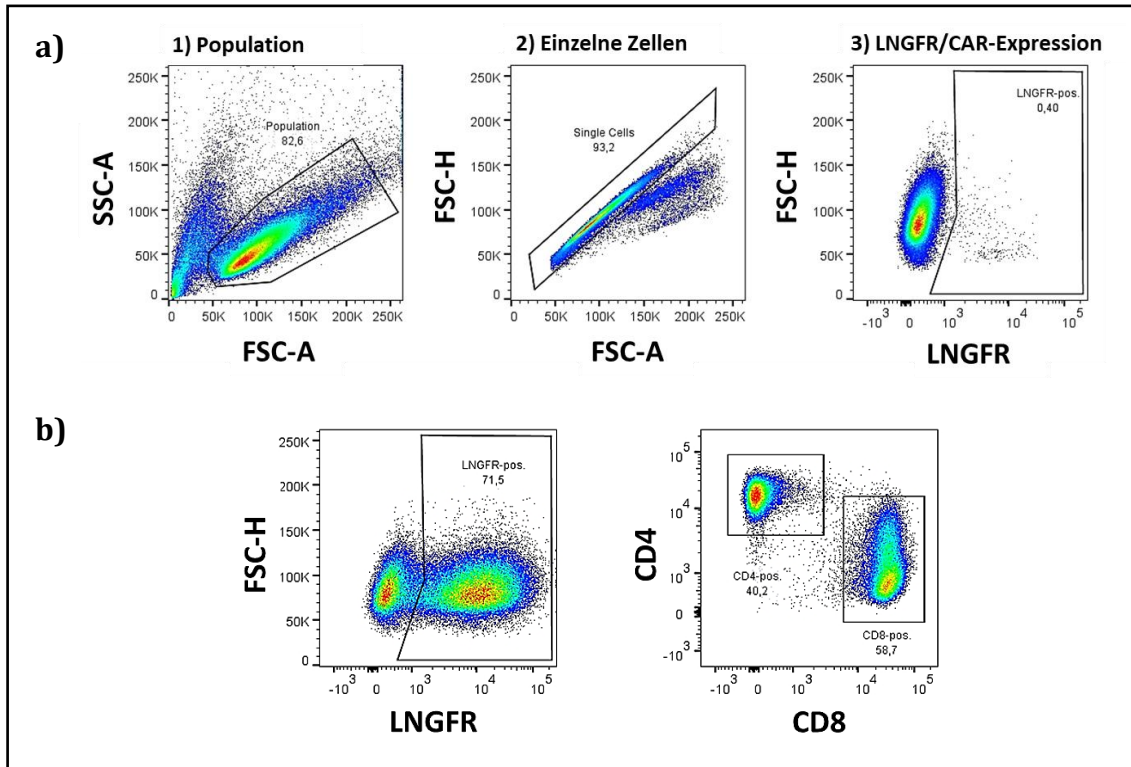 a)
1) Population
2) Einzelne Zellen
3) LNGFR/CAR-Expression
SSC-A
250K
200K
150K
100K
50K
0
Population
82,6
0 50K 100K 150K 200K 250K
FSC-A
FSC-H
250K
200K
150K
100K
50K
0
Single Cells
93,2
0 50K 100K 150K 200K 250K
FSC-A
FSC-H
250K
200K
150K
100K
50K
0
LNGFR-pos.
0,40
-10³ 0 10³ 10⁴ 10⁵
LNGFR
b)
FSC-H
250K
200K
150K
100K
50K
0
LNGFR-pos.
71,5
-10³ 0 10³ 10⁴ 10⁵
LNGFR
CD4
10⁵
10⁴
10³
0
-10³
CD4-pos.
40,2
CD8-pos.
58,7
-10³ 0 10³ 10⁴ 10⁵
CD8